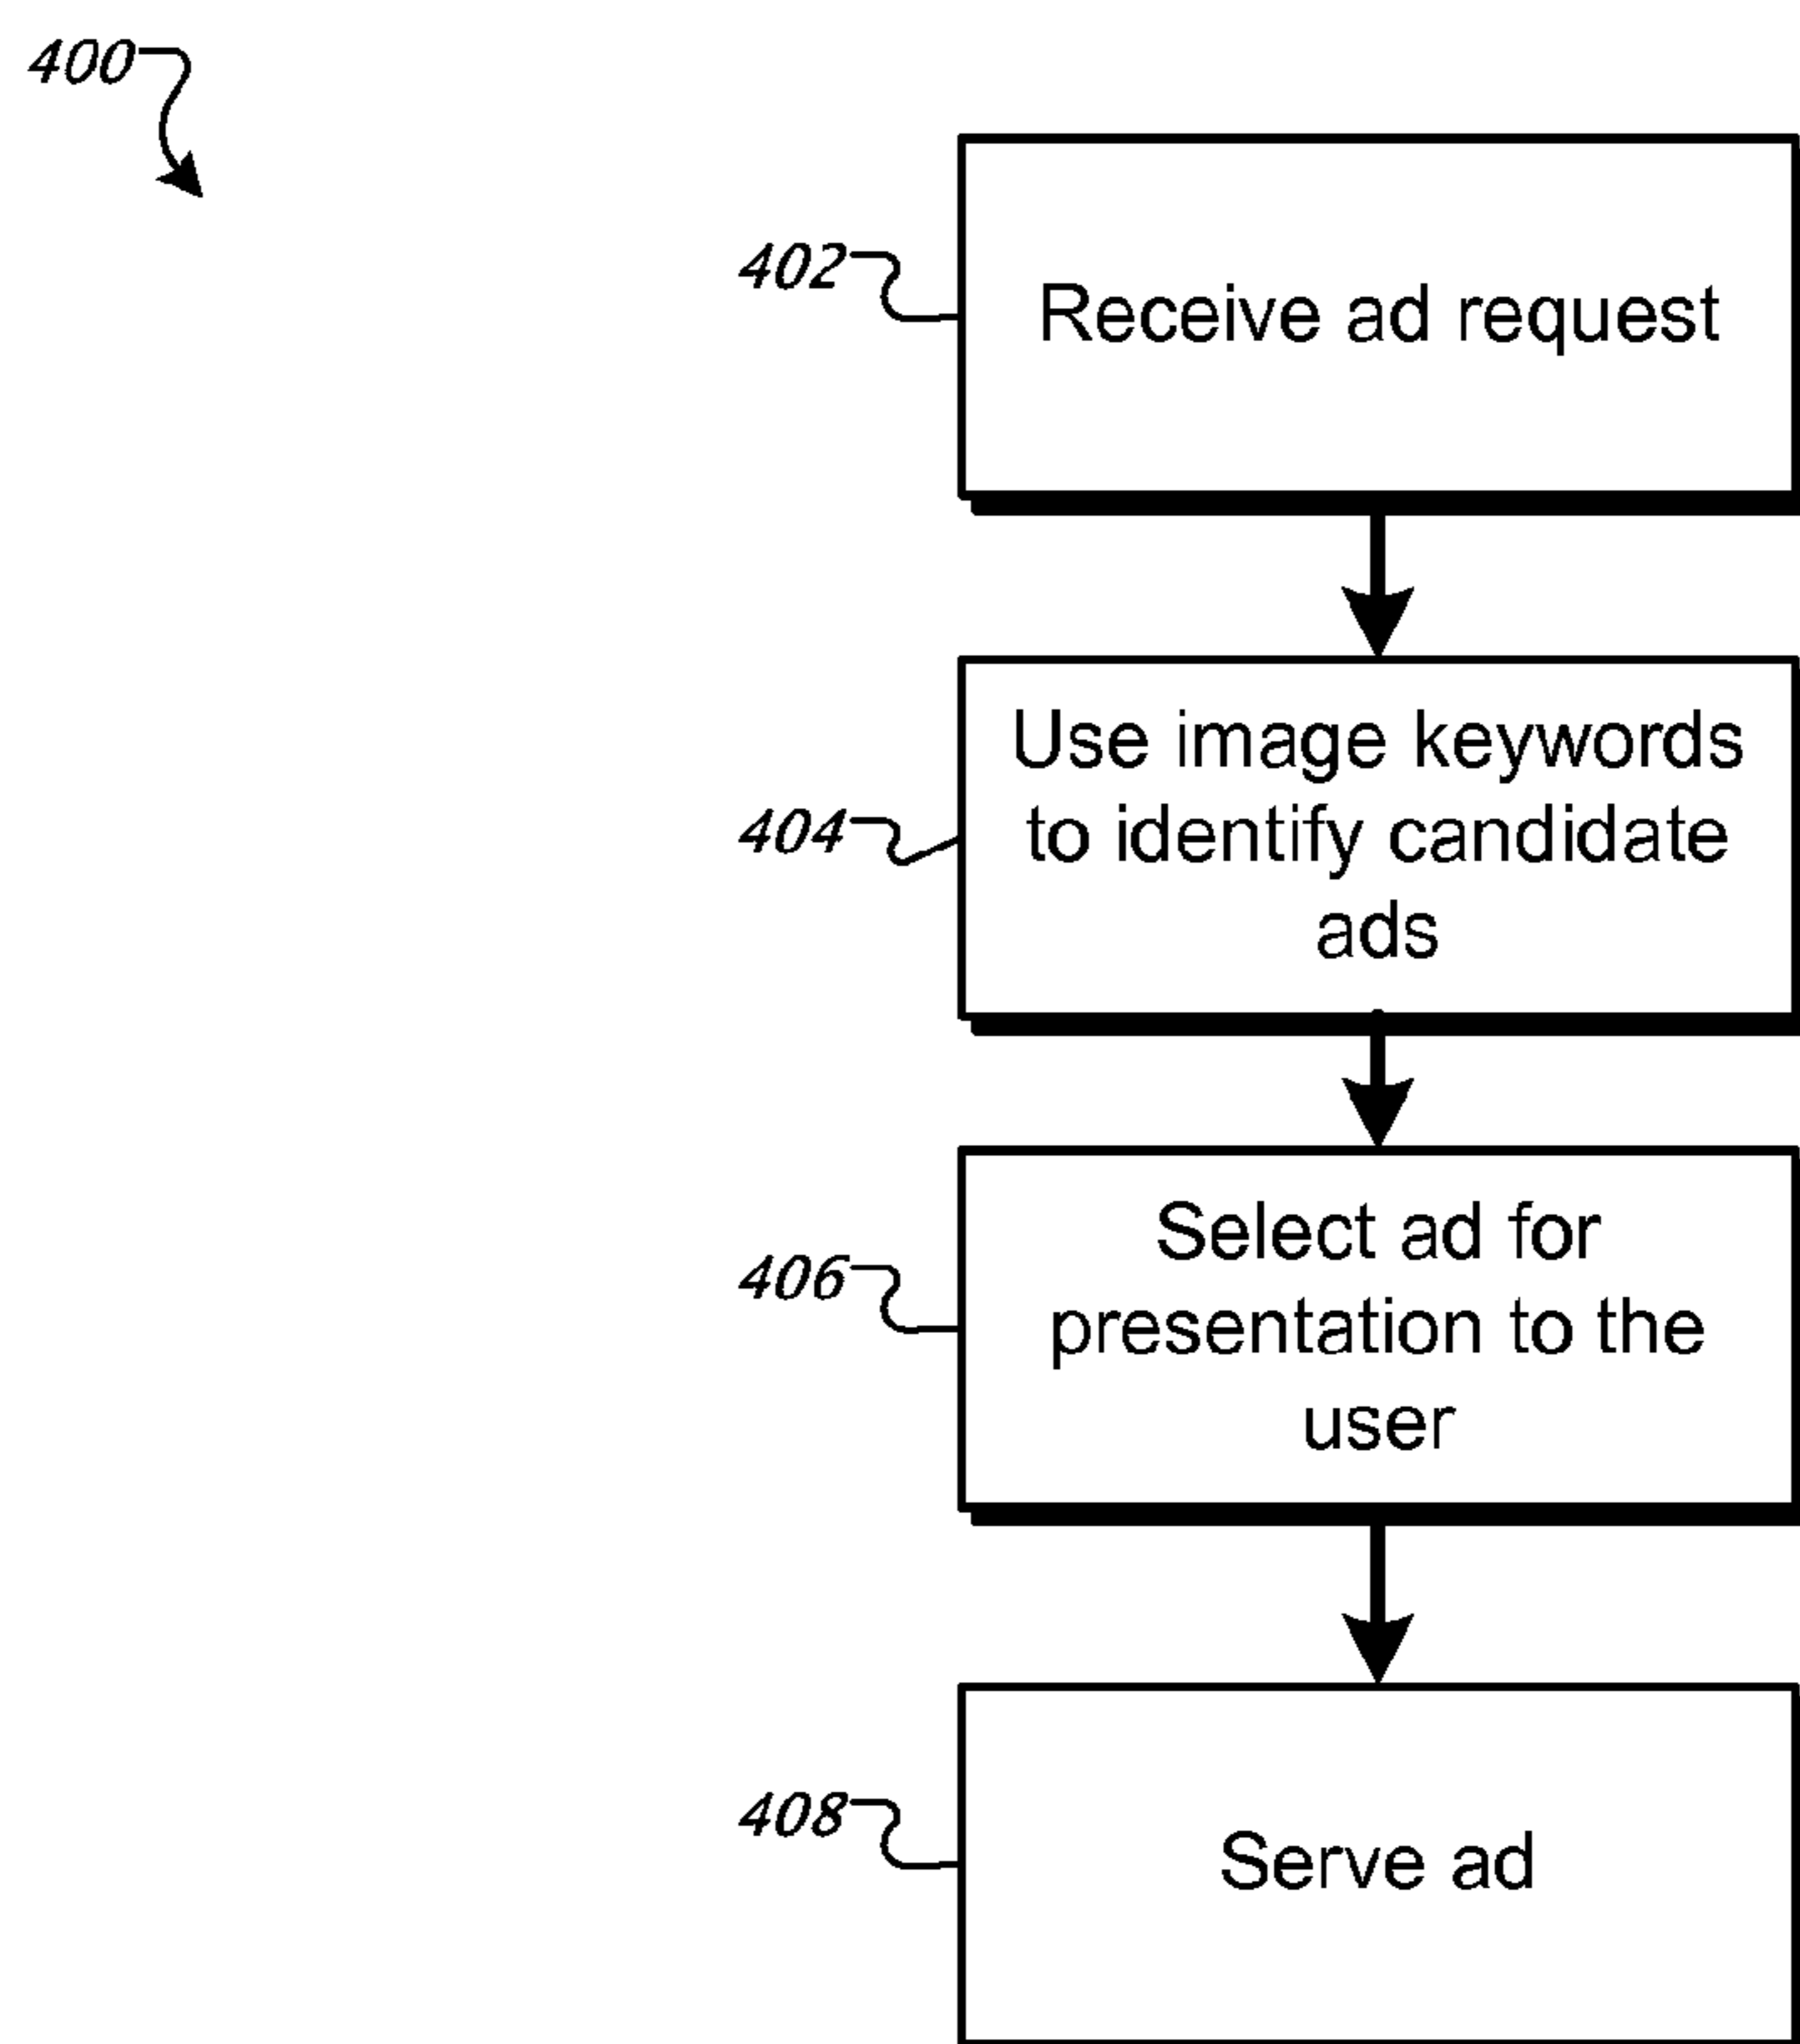 400
402
Receive ad request
Use image keywords
404
to identify candidate
ads
Select ad for
406
presentation to the
user
408
Serve ad